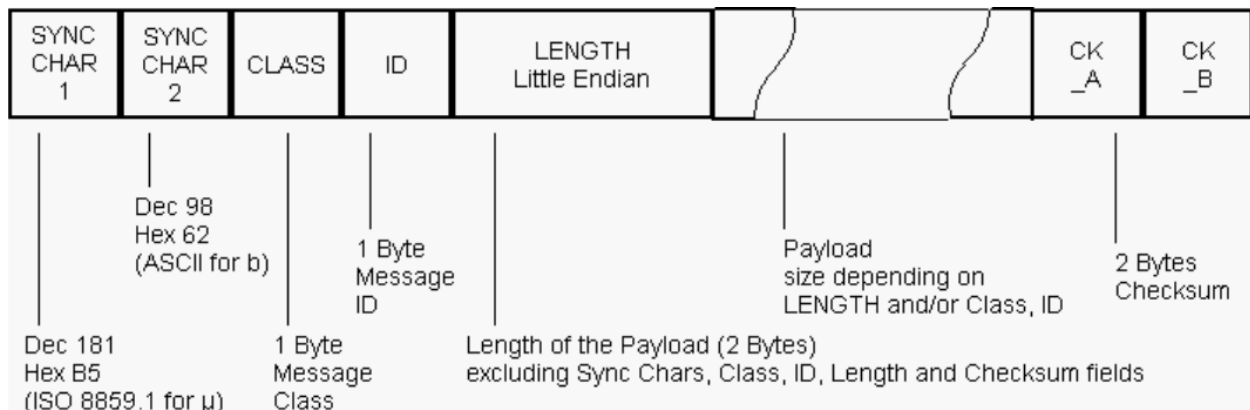 SYNC
CHAR
1
SYNC
CHAR
2
CLASS
ID
LENGTH
Little Endian
CK
_A
CK
_B
Dec 98
Hex 62
(ASCII for b)
1 Byte
Message
ID
Payload
size depending on
LENGTH and/or Class, ID
2 Bytes
Checksum
Dec 181
Hex B5
(ISO 8859.1 for µ)
1 Byte
Message
Class
Length of the Payload (2 Bytes)
excluding Sync Chars, Class, ID, Length and Checksum fields